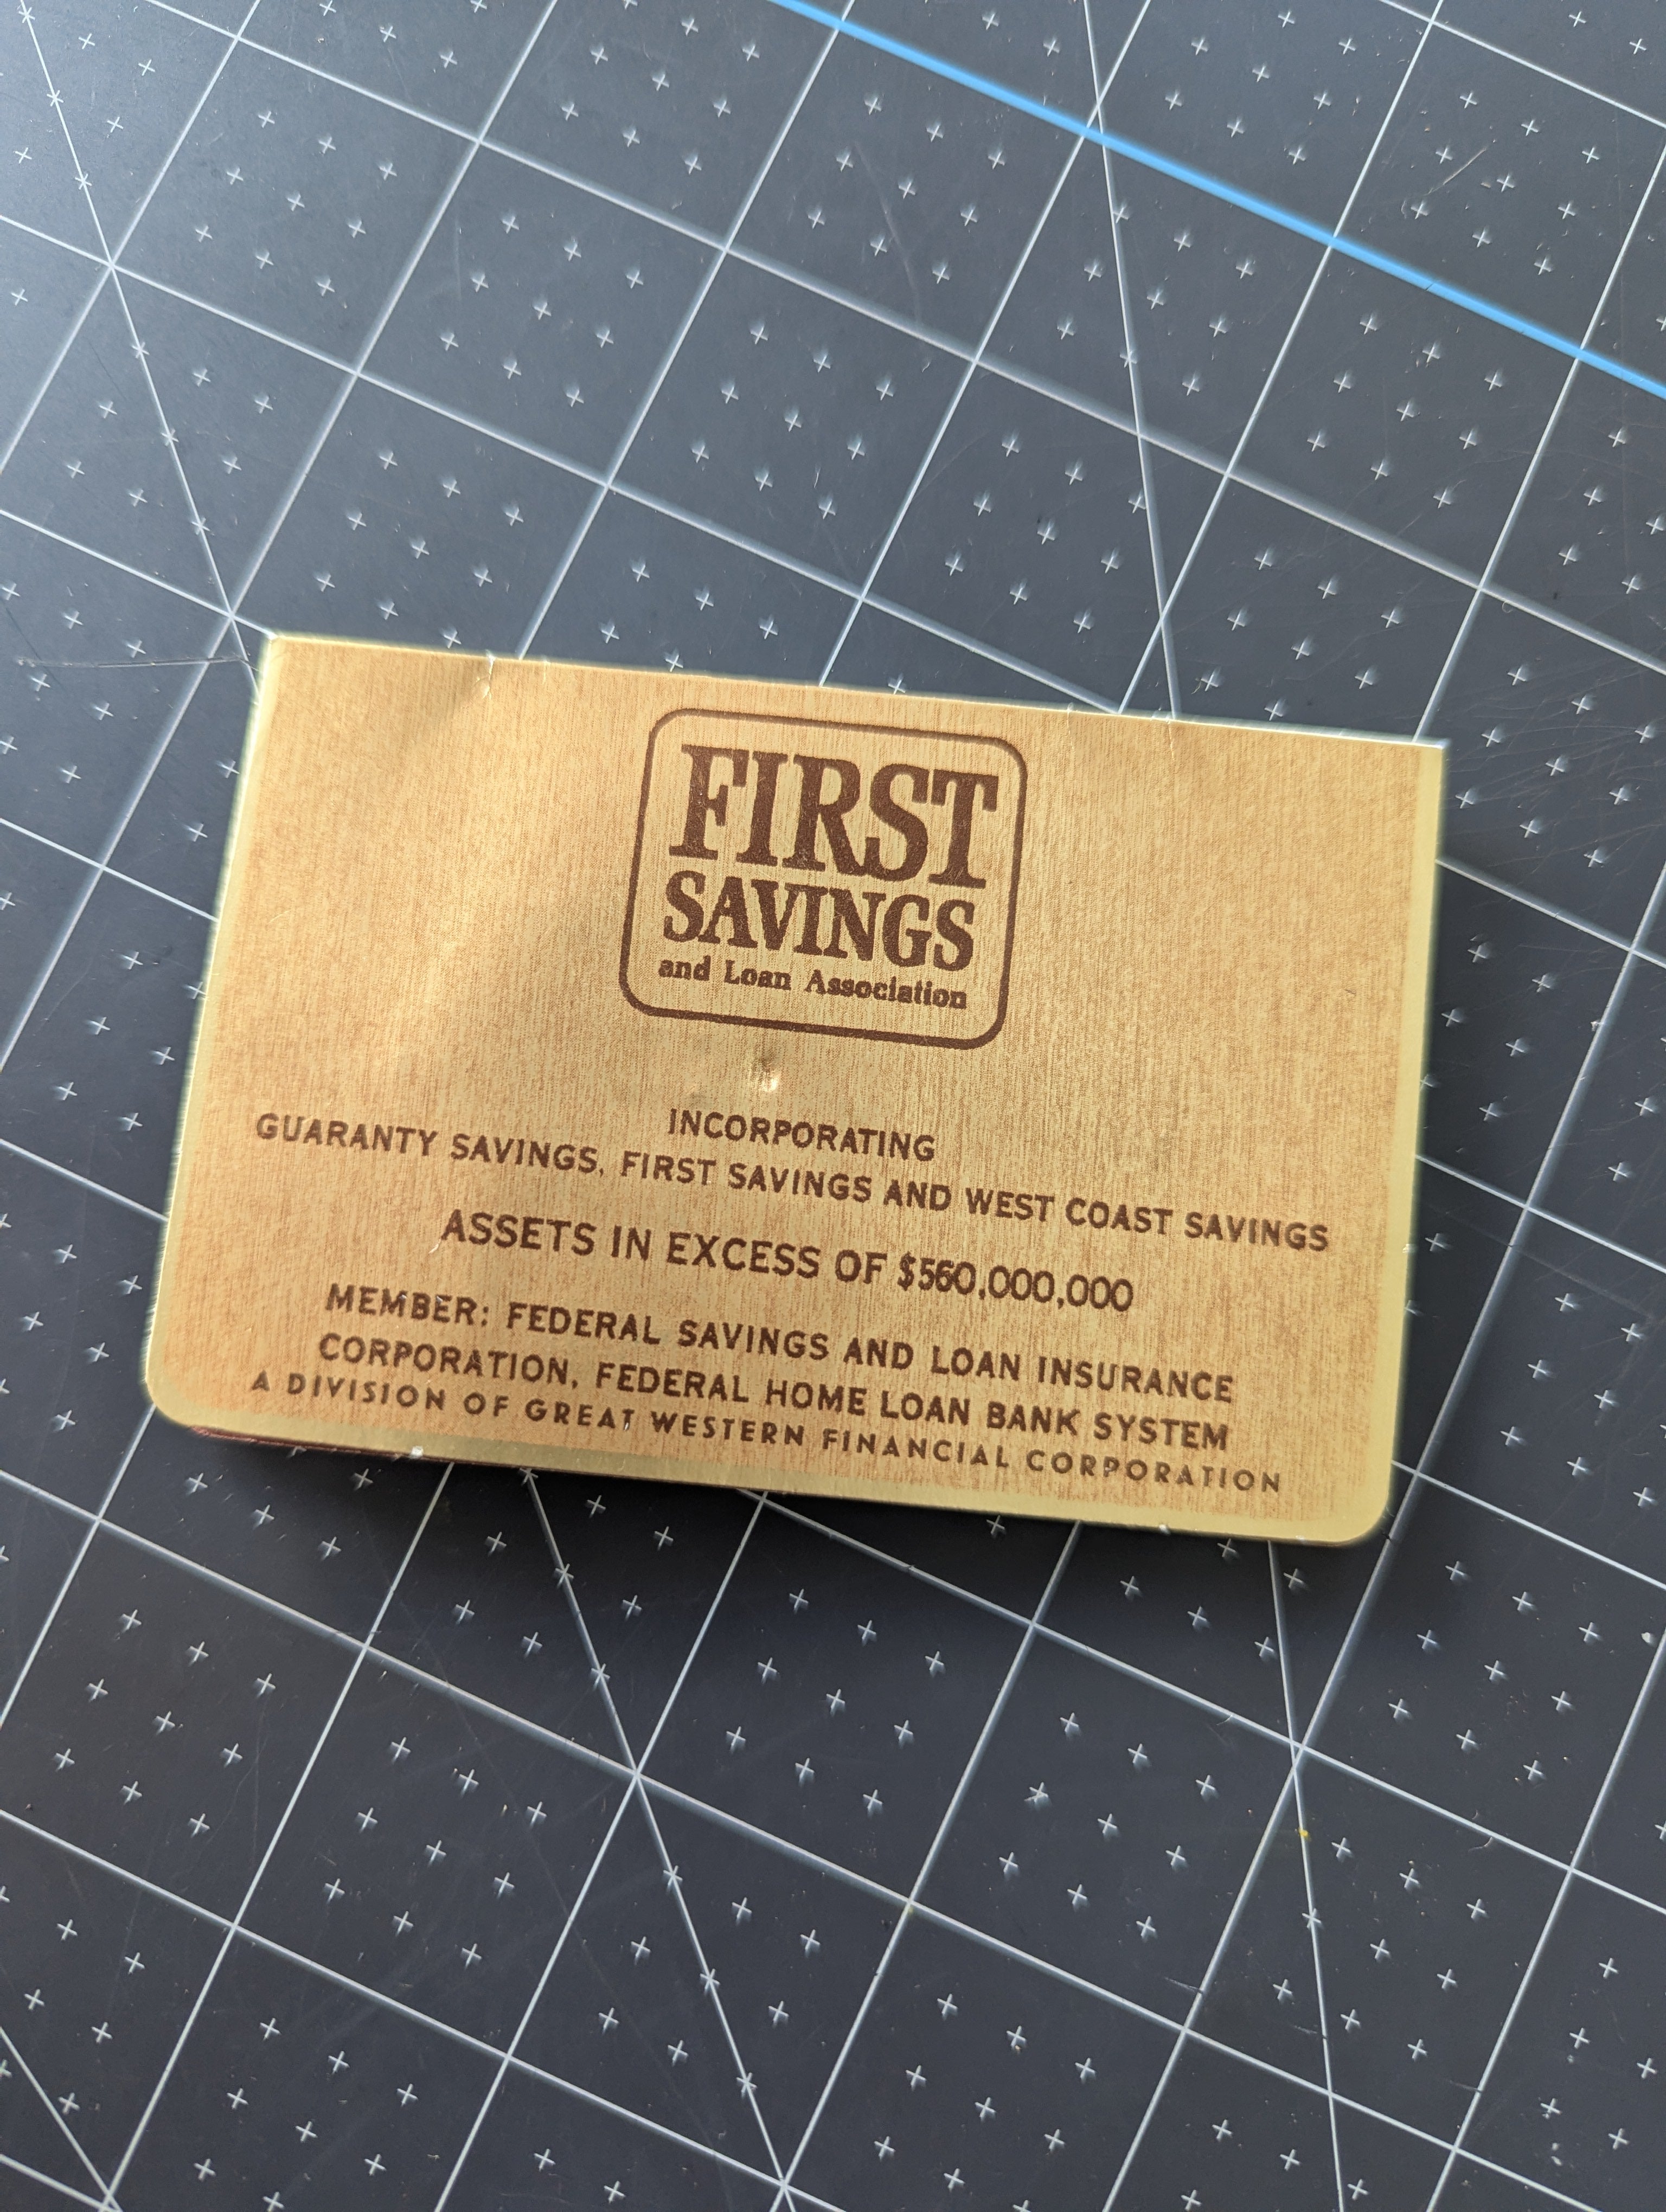 FIRST
SAVINGS
and Loan Association
INCORPORATING
GUARANTY SAVINGS, FIRST SAVINGS AND WEST COAST SAVINGS
ASSETS IN EXCESS OF $560,000,000
MEMBER: FEDERAL SAVINGS AND LOAN INSURANCE
CORPORATION, FEDERAL HOME LOAN BANK SYSTEM
A DIVISION OF GREAT WESTERN FINANCIAL CORPORATION